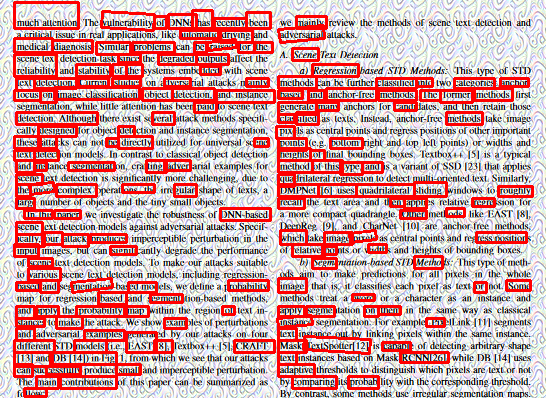 much attention. The vulnerability of DNNs has recently been
a critical issue in real applications, like automatic driving and
medical diagnosis. Similar problems can be raised for the
scene text detection task since the degraded outputs affect the
reliability and stability of the systems embedded with scene
text detection. Current studies on adversarial attacks mainly
focus on image classification, object detection, and instance
segmentation, while little attention has been paid to scene text
detection. Although there exist several attack methods specifi-
cally designed for object detection and instance segmentation,
these attacks can not be directly utilized for universal scene
text detection models. In contrast to classical object detection
and instance segmentation, crafting adversarial examples for
scene text detection is significantly more challenging, due to
the more complex operations, the irregular shape of texts, a
large number of objects and the tiny small objects.
In this paper, we investigate the robustness of DNN-based
scene text detection models against adversarial attacks. Specif-
ically, our attack produces imperceptible perturbation in the
input images, but can significantly degrade the performance
of scene text detection models. To make our attacks suitable
to various scene text detection models, including regression-
based and segmentation-based models, we define a probability
map for regression based and segmentation-based methods,
and apply the probability map within the region of text in-
stances to make the attack. We show examples of perturbations
and adversarial examples generated by our attacks on four
different STD models (i.e., EAST [8], Textbox++ [5], CRAFT
[13] and DB [14]) in Fig. 1, from which we see that our attacks
can successfully produce small and imperceptible perturbation.
The main contributions of this paper can be summarized as
follows:
we mainly review the methods of scene text detection and
adversarial attacks.
A. Scene Text Detection
a) Regression-based STD Methods: This type of STD
methods can be further classified into two categories, anchor-
based and anchor-free methods. The former methods first
generate many anchors for candidates, and then retain those
classified as texts. Instead, anchor-free methods take image
pixels as central points and regress positions of other important
points (e.g. bottom right and top left points) or widths and
heights of final bounding boxes. Textbox++ [5] is a typical
method of this type, and is a variant of SSD [23] that applies
quadrilateral regression to detect multi-oriented text. Similarly,
DMPNet [6] uses quadrilateral sliding windows to roughly
recall the text area and then applies relative regression for
a more compact quadrangle. Other methods, like EAST [8],
DeepReg [9], and CharNet [10] are anchor-free methods,
which take image pixels as central points and regress positions
of relative points or widths and heights of bounding boxes.
b) Segmentation-based STD Methods: This type of meth-
ods aim to make predictions for all pixels in the whole
image, that is, it classifies each pixel as text or not. Some
methods treat a word or a character as an instance and
apply segmentation on them in the same way as classical
instance segmentation. For example, TextLink [11] segments
text instances out by linking pixels within the same instance.
Mask TextSpotter[12] is capable of detecting arbitrary-shape
text instances based on Mask RCNN[26], while DB [14] uses
adaptive thresholds to distinguish which pixels are text or not
by comparing its probability with the corresponding threshold.
By contrast, some methods use irregular segmentation maps,